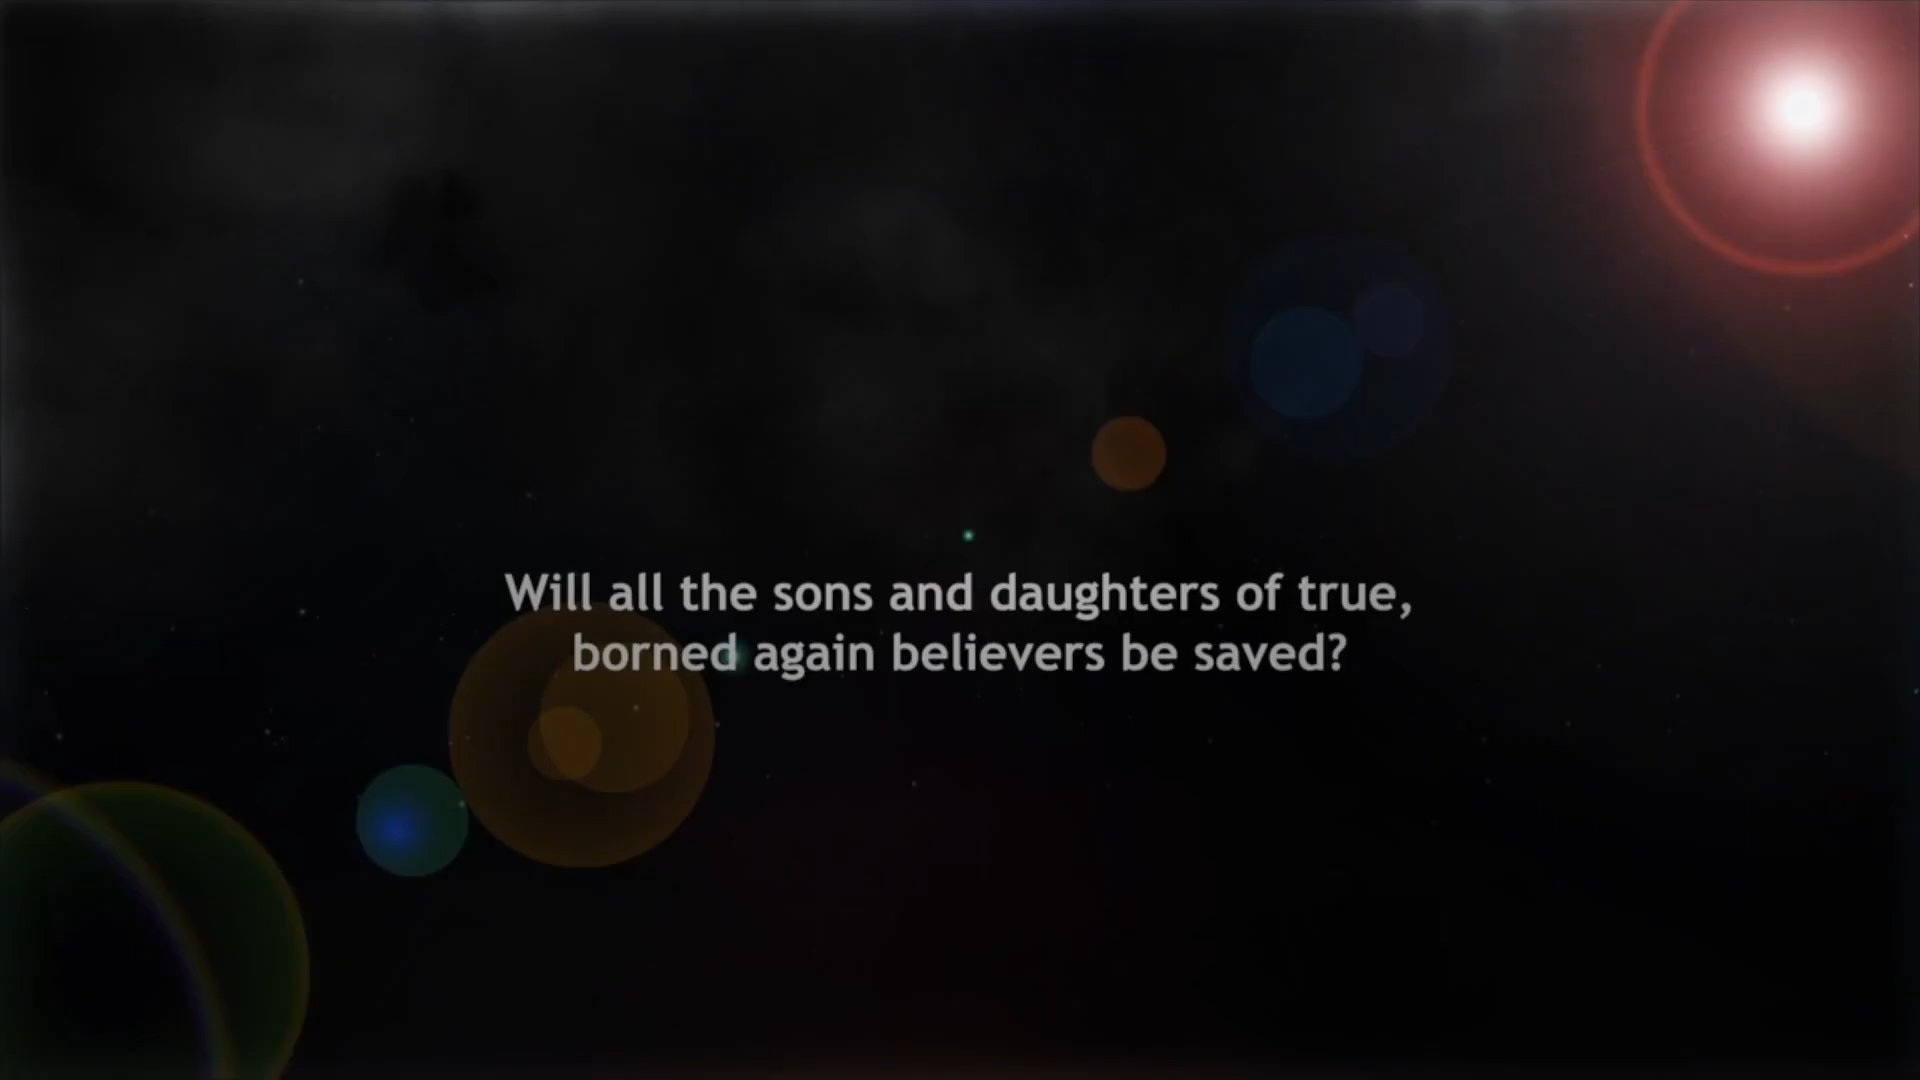 Will all the sons and daughters of true,
borned again believers be saved?